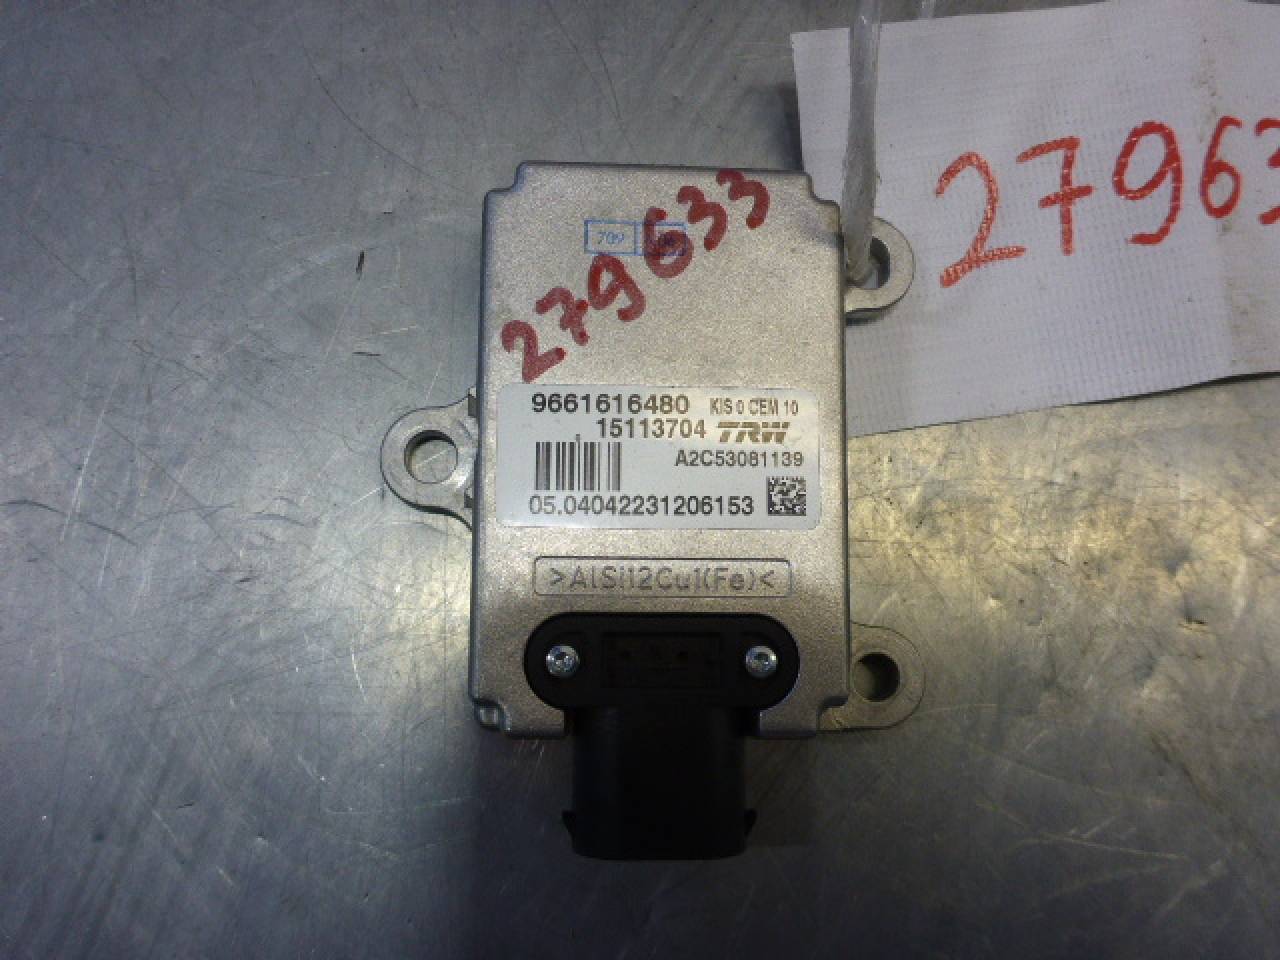 279633
27963
709
9661616480 KIS 0 CEM 10
15113704 TRW
A2C53081139
05.04042231206153
>AlSi12Cu1(Fe)<